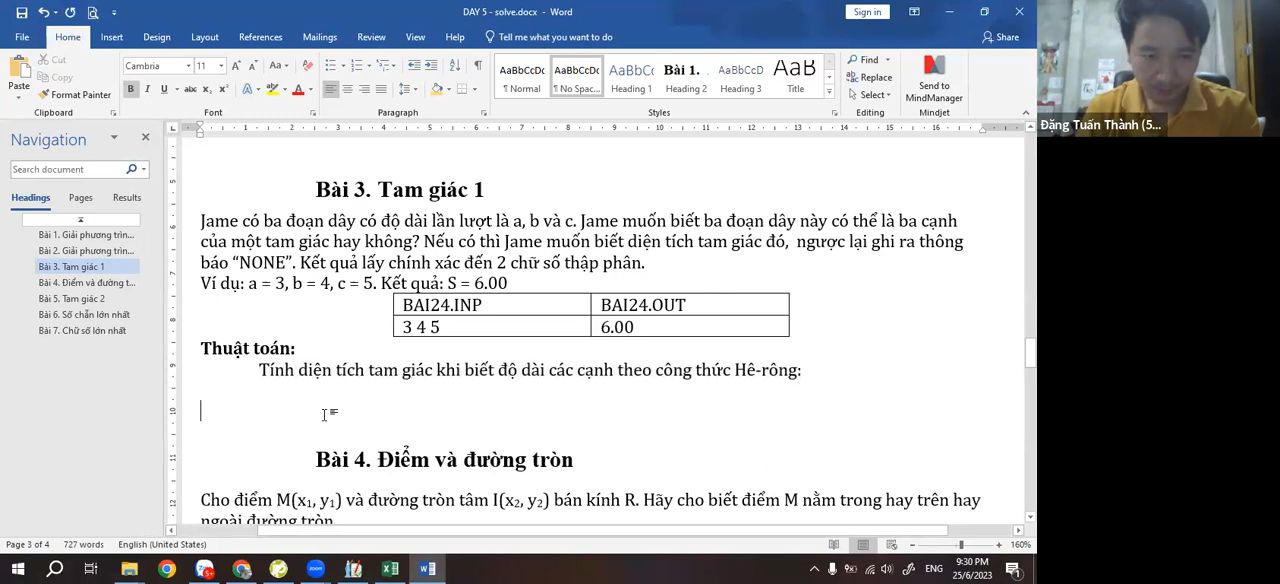 DAY 5 - solve.docx - Word
Sign in
File Home Insert Design Layout References Mailings Review View Help Tell me what you want to do
Share
Cut
Copy
Format Painter
Paste
Clipboard
Cambria 11
Font
Paragraph
AaBbCcDc AaBbCcDc AaBbCc Bài 1. AaBbCcD AaB
¶ Normal ¶ No Spac... Heading 1 Heading 2 Heading 3 Title
Styles
Find
Replace
Select
Editing
Send to
MindManager
Mindjet
Đặng Tuấn Thành (5...
Navigation
Search document
Headings Pages Results
Bài 1. Giải phương trìn...
Bài 2. Giải phương trìn...
Bài 3. Tam giác 1
Bài 4. Điểm và đường t...
Bài 5. Tam giác 2
Bài 6. Số chẵn lớn nhất
Bài 7. Chữ số lớn nhất
Bài 3. Tam giác 1
Jame có ba đoạn dây có độ dài lần lượt là a, b và c. Jame muốn biết ba đoạn dây này có thể là ba cạnh
của một tam giác hay không? Nếu có thì Jame muốn biết diện tích tam giác đó, ngược lại ghi ra thông
báo “NONE”. Kết quả lấy chính xác đến 2 chữ số thập phân.
Ví dụ: a = 3, b = 4, c = 5. Kết quả: S = 6.00
BAI24.INP BAI24.OUT
3 4 5 6.00
Thuật toán:
Tính diện tích tam giác khi biết độ dài các cạnh theo công thức Hê-rông:
Bài 4. Điểm và đường tròn
Cho điểm M(x₁, y₁) và đường tròn tâm I(x₂, y₂) bán kính R. Hãy cho biết điểm M nằm trong hay trên hay
ngoài đường tròn
Page 3 of 4 727 words English (United States)
160%
ENG
9:30 PM
25/6/2023